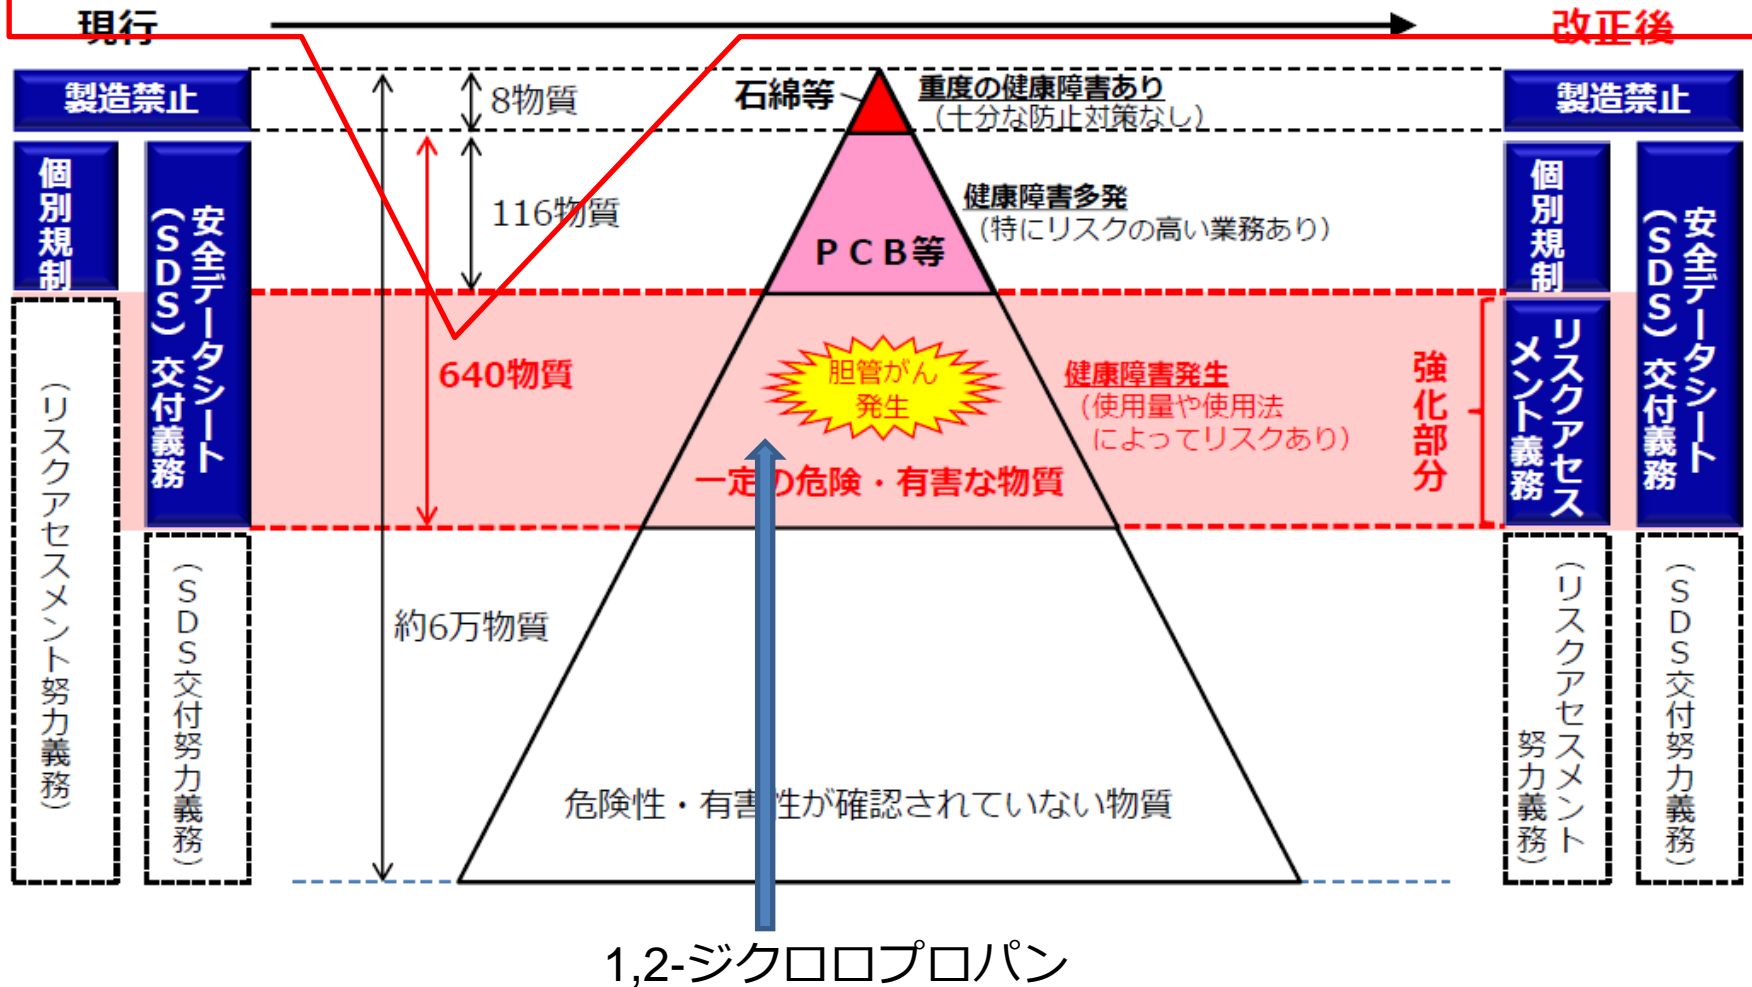 現行
改正後
製造禁止
8物質
石綿等
重度の健康障害あり
（十分な防止対策なし）
製造禁止
個別規制
安全データシート
（SDS）交付義務
116物質
健康障害多発
（特にリスクの高い業務あり）
PCB等
個別規制
安全データシート
（SDS）交付義務
640物質
胆管がん
発生
健康障害発生
（使用量や使用法
によってリスクあり）
強化部分
リスクアセス
メント義務
一定の危険・有害な物質
（リスクアセスメント努力義務）
（SDS交付努力義務）
約6万物質
危険性・有害性が確認されていない物質
（リスクアセスメント
努力義務）
（SDS交付努力義務）
1,2-ジクロロプロパン